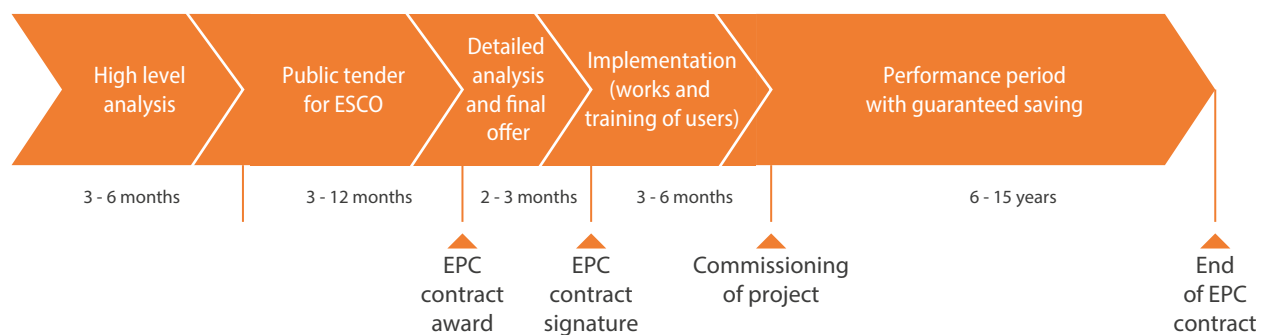 High level
analysis
Public tender
for ESCO
Detailed
analysis
and final
offer
Implementation
(works and
training of users)
Performance period
with guaranteed saving
3 - 6 months
3 - 12 months
2 - 3 months
3 - 6 months
6 - 15 years
EPC
contract
award
EPC
contract
signature
Commissioning
of project
End
of EPC
contract